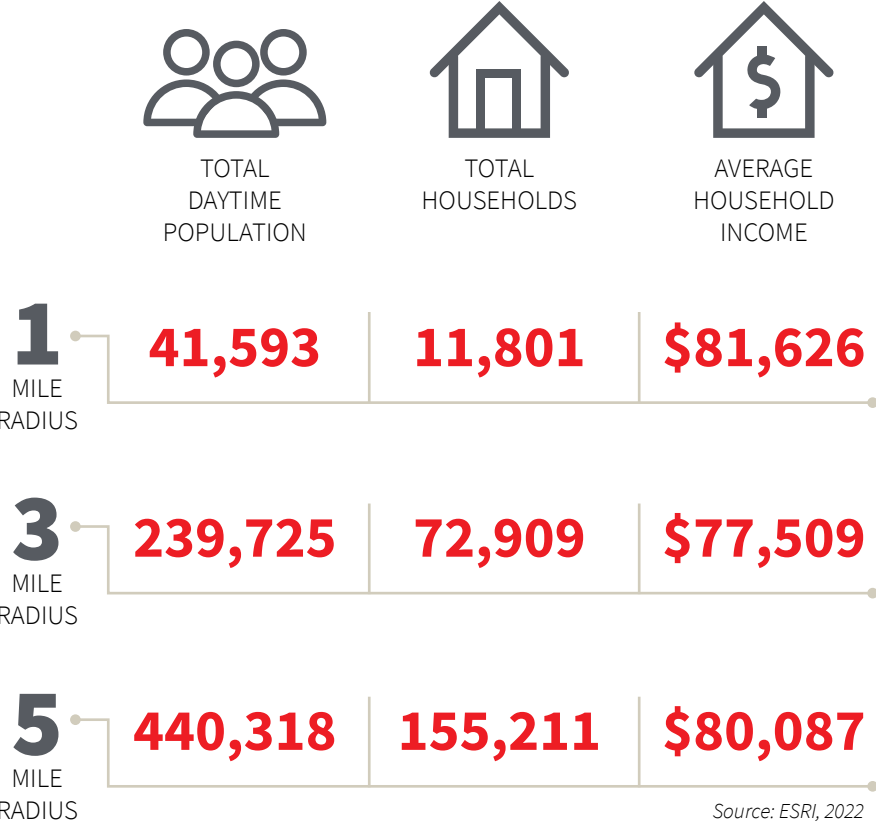 TOTAL
DAYTIME
POPULATION
TOTAL
HOUSEHOLDS
AVERAGE
HOUSEHOLD
INCOME
1
MILE
RADIUS
41,593
11,801
$81,626
3
MILE
RADIUS
239,725
72,909
$77,509
5
MILE
RADIUS
440,318
155,211
$80,087
Source: ESRI, 2022